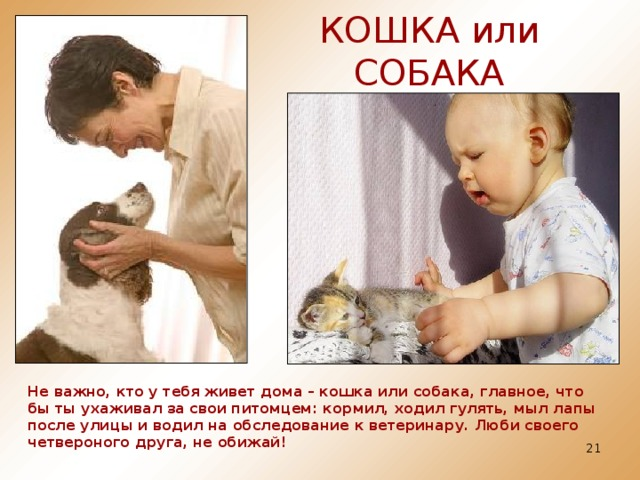 КОШКА или
СОБАКА
Не важно, кто у тебя живет дома – кошка или собака, главное, что
бы ты ухаживал за свои питомцем: кормил, ходил гулять, мыл лапы
после улицы и водил на обследование к ветеринару. Люби своего
четвероного друга, не обижай!
21